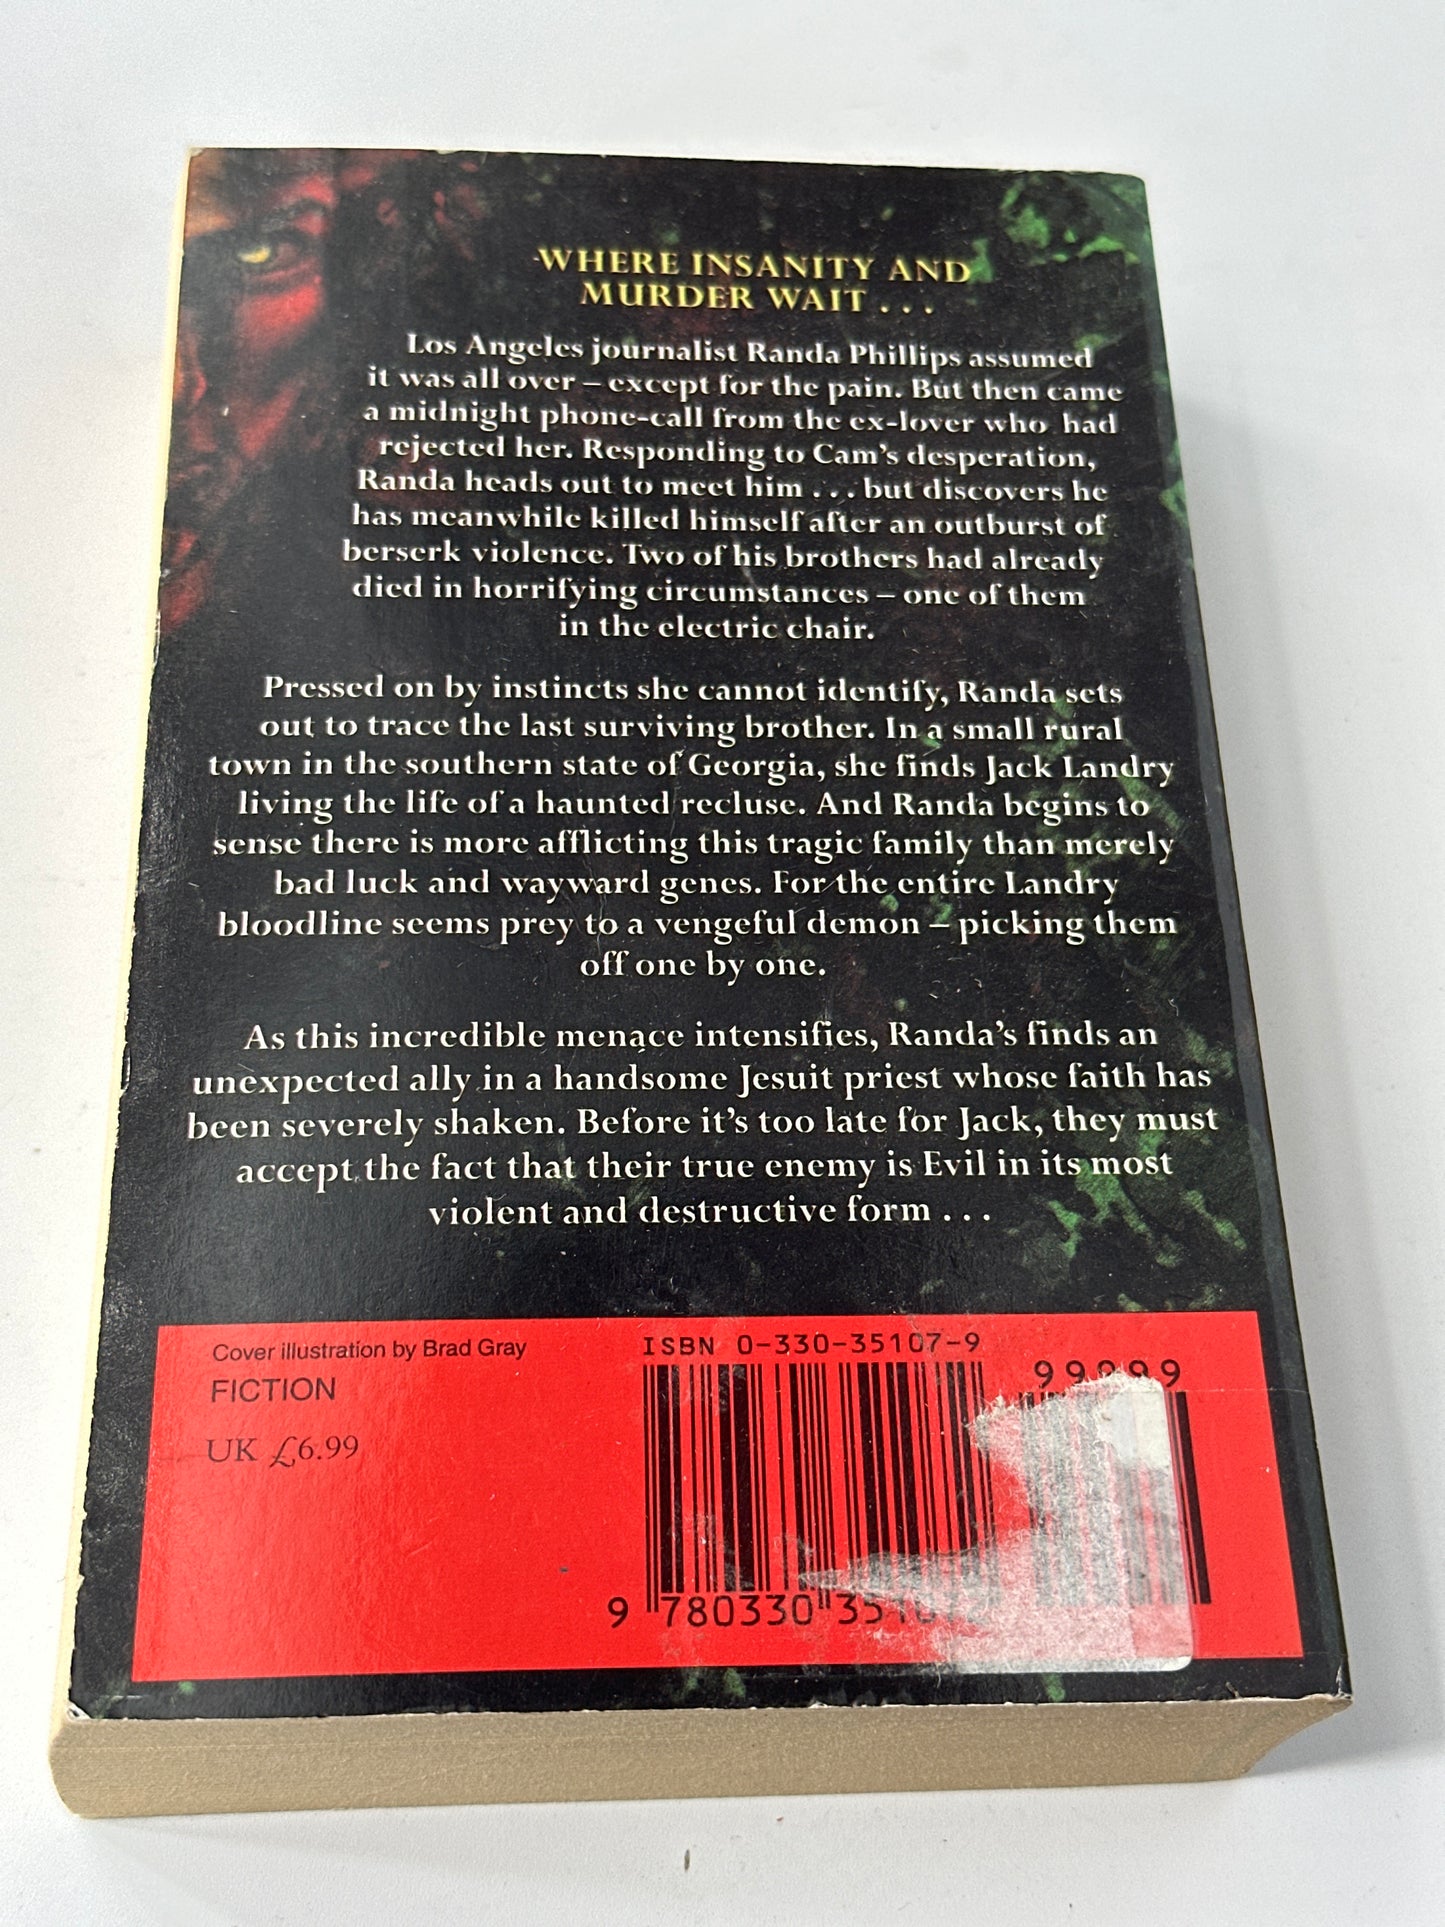 WHERE INSANITY AND
MURDER WAIT . . .
Los Angeles journalist Randa Phillips assumed
it was all over – except for the pain. But then came
a midnight phone-call from the ex-lover who had
rejected her. Responding to Cam's desperation,
Randa heads out to meet him . . . but discovers he
has meanwhile killed himself after an outburst of
berserk violence. Two of his brothers had already
died in horrifying circumstances – one of them
in the electric chair.
Pressed on by instincts she cannot identify, Randa sets
out to trace the last surviving brother. In a small rural
town in the southern state of Georgia, she finds Jack Landry
living the life of a haunted recluse. And Randa begins to
sense there is more afflicting this tragic family than merely
bad luck and wayward genes. For the entire Landry
bloodline seems prey to a vengeful demon – picking them
off one by one.
As this incredible menace intensifies, Randa's finds an
unexpected ally in a handsome Jesuit priest whose faith has
been severely shaken. Before it's too late for Jack, they must
accept the fact that their true enemy is Evil in its most
violent and destructive form . . .
Cover illustration by Brad Gray
FICTION
UK £6.99
ISBN 0-330-35107-9
99999
9 780330 351072